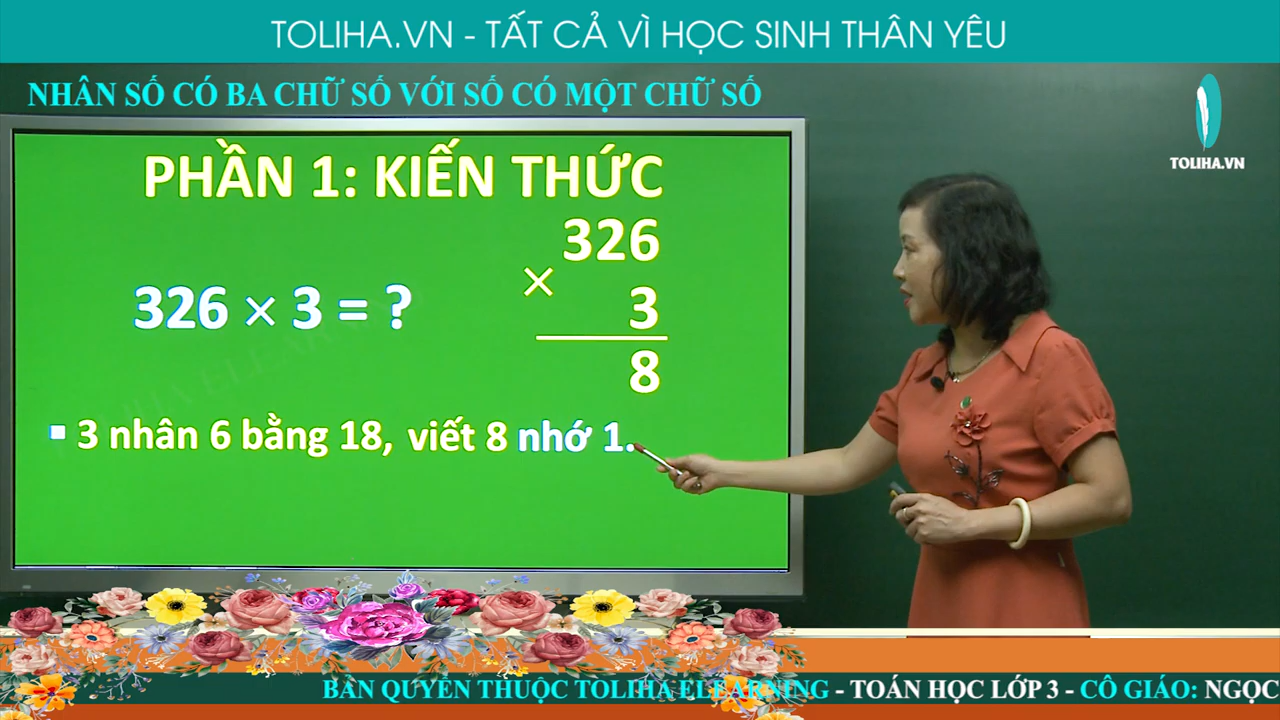 TOLIHA.VN - TẤT CẢ VÌ HỌC SINH THÂN YÊU
NHÂN SỐ CÓ BA CHỮ SỐ VỚI SỐ CÓ MỘT CHỮ SỐ
TOLIHA.VN
PHẦN 1: KIẾN THỨC
326
×
326 × 3 = ?
3
8
▪ 3 nhân 6 bằng 18, viết 8 nhớ 1.
BẢN QUYỀN THUỘC TOLIHA ELEARNING - TOÁN HỌC LỚP 3 - CÔ GIÁO: NGỌC